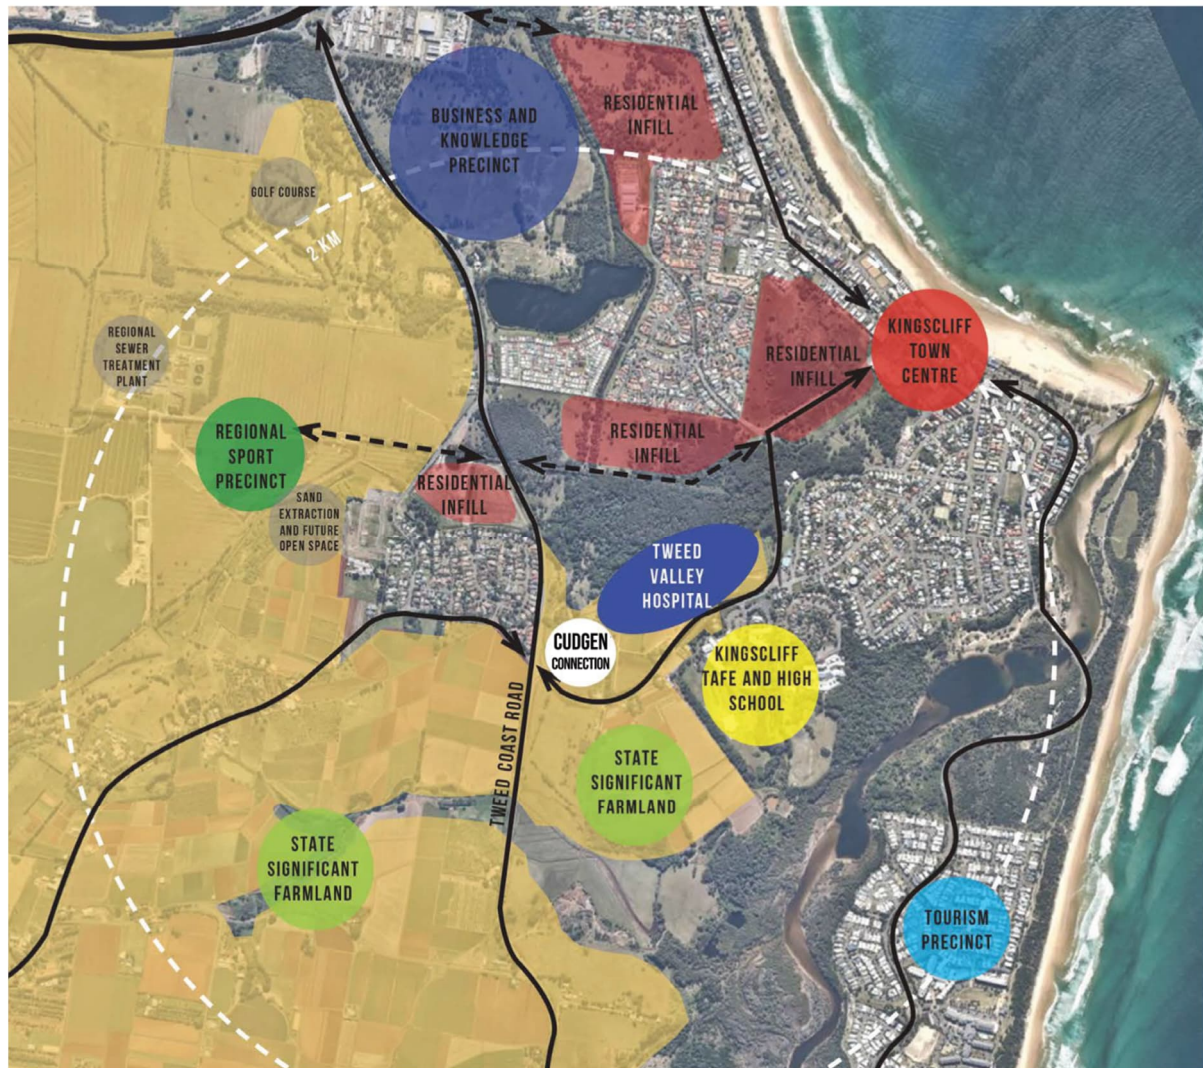 BUSINESS AND
KNOWLEDGE
PRECINCT
RESIDENTIAL
INFILL
GOLF COURSE
2 KM
REGIONAL
SEWER
TREATMENT
PLANT
KINGSCLIFF
TOWN
CENTRE
RESIDENTIAL
INFILL
REGIONAL
SPORT
PRECINCT
RESIDENTIAL
INFILL
RESIDENTIAL
INFILL
SAND
EXTRACTION
AND FUTURE
OPEN SPACE
TWEED
VALLEY
HOSPITAL
CUDGEN
CONNECTION
KINGSCLIFF
TAFE AND HIGH
SCHOOL
TWEED COAST ROAD
STATE
SIGNIFICANT
FARMLAND
STATE
SIGNIFICANT
FARMLAND
TOURISM
PRECINCT